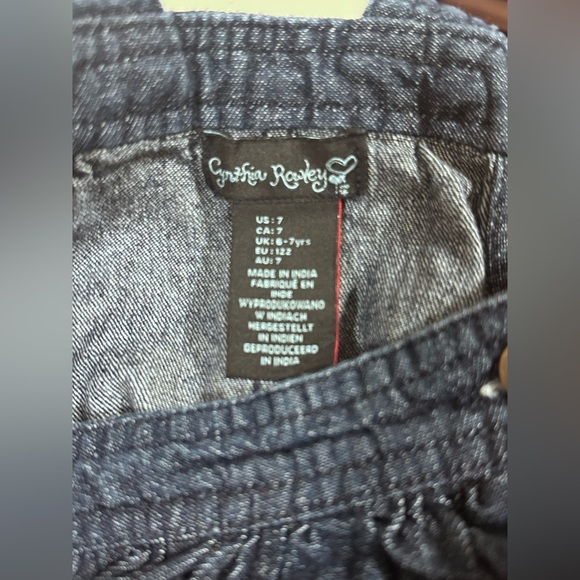 Cynthia Rowley
US: 7
CA: 7
UK: 6-7yrs
EU: 122
AU: 7
MADE IN INDIA
FABRIQUÉ EN
INDE
WYPRODUKOWANO
W INDIACH
HERGESTELLT
IN INDIEN
GEPRODUCEERD
IN INDIA